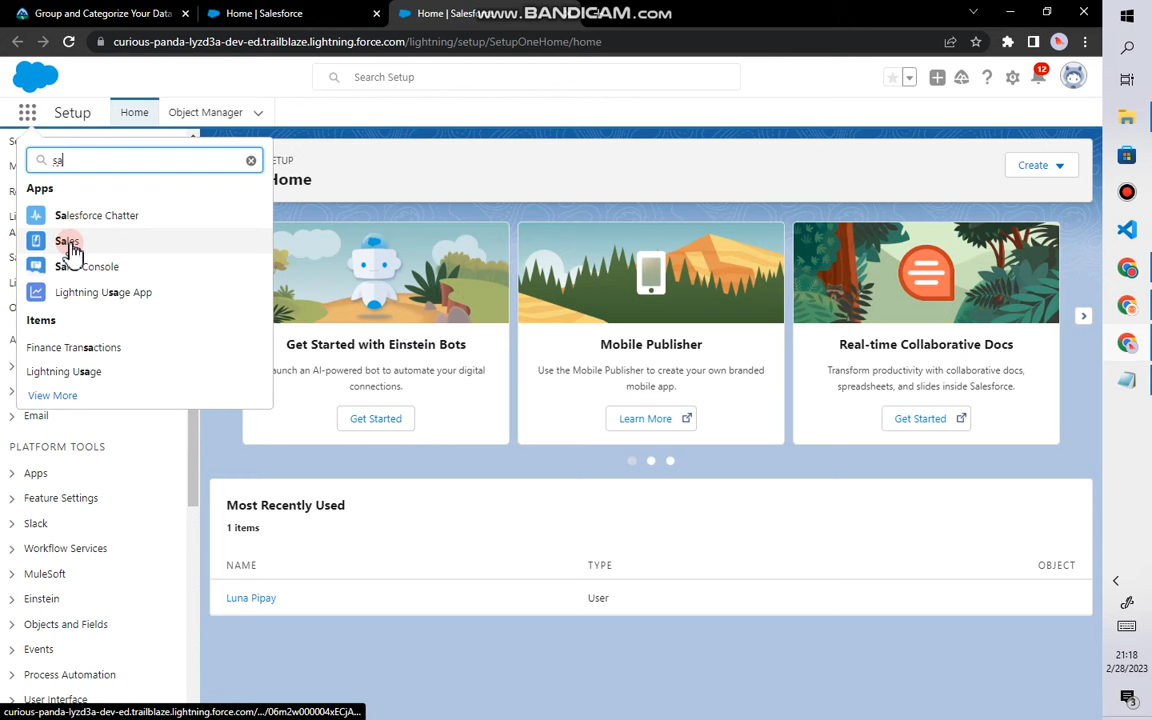 Group and Categorize Your Data
Home | Salesforce
Home | Salesf
www.BANDICAM.com
curious-panda-lyzd3a-dev-ed.trailblaze.lightning.force.com/lightning/setup/SetupOneHome/home
Search Setup
12
Setup
Home
Object Manager
sa
SETUP
Home
Create
Apps
Salesforce Chatter
Sales
Sales Console
Lightning Usage App
Items
Finance Transactions
Lightning Usage
View More
Email
PLATFORM TOOLS
Apps
Feature Settings
Slack
Workflow Services
MuleSoft
Einstein
Objects and Fields
Events
Process Automation
User Interface
Get Started with Einstein Bots
Launch an AI-powered bot to automate your digital
connections.
Get Started
Mobile Publisher
Use the Mobile Publisher to create your own branded
mobile app.
Learn More
Real-time Collaborative Docs
Transform productivity with collaborative docs,
spreadsheets, and slides inside Salesforce.
Get Started
Most Recently Used
1 items
NAME
TYPE
OBJECT
Luna Pipay
User
curious-panda-lyzd3a-dev-ed.trailblaze.lightning.force.com/.../06m2w000004xECjA...
21:18
2/28/2023
3